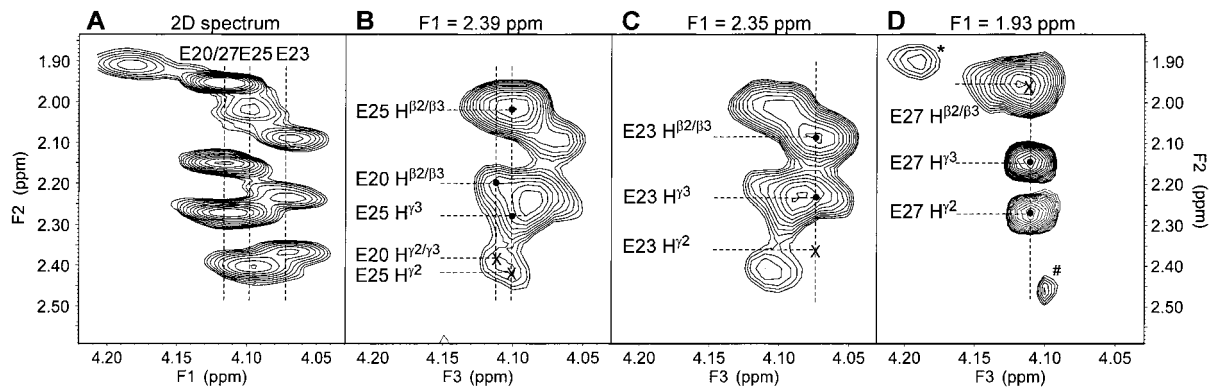 A 2D spectrum B F1 = 2.39 ppm C F1 = 2.35 ppm D F1 = 1.93 ppm
E20/27E25 E23
*
1.90
2.00
2.10
2.20
2.30
2.40
2.50
F2 (ppm)
E25 Hβ2/β3
E20 Hβ2/β3
E25 Hγ3
E20 Hγ2/γ3
X
E25 Hγ2
X
E23 Hβ2/β3
E23 Hγ3
E23 Hγ2
X
X
E27 Hβ2/β3
E27 Hγ3
E27 Hγ2
#
1.90
2.00
2.10
2.20
2.30
2.40
2.50
F2 (ppm)
4.20 4.15 4.10 4.05 4.20 4.15 4.10 4.05 4.20 4.15 4.10 4.05 4.20 4.15 4.10 4.05
F1 (ppm) F3 (ppm) F3 (ppm) F3 (ppm)